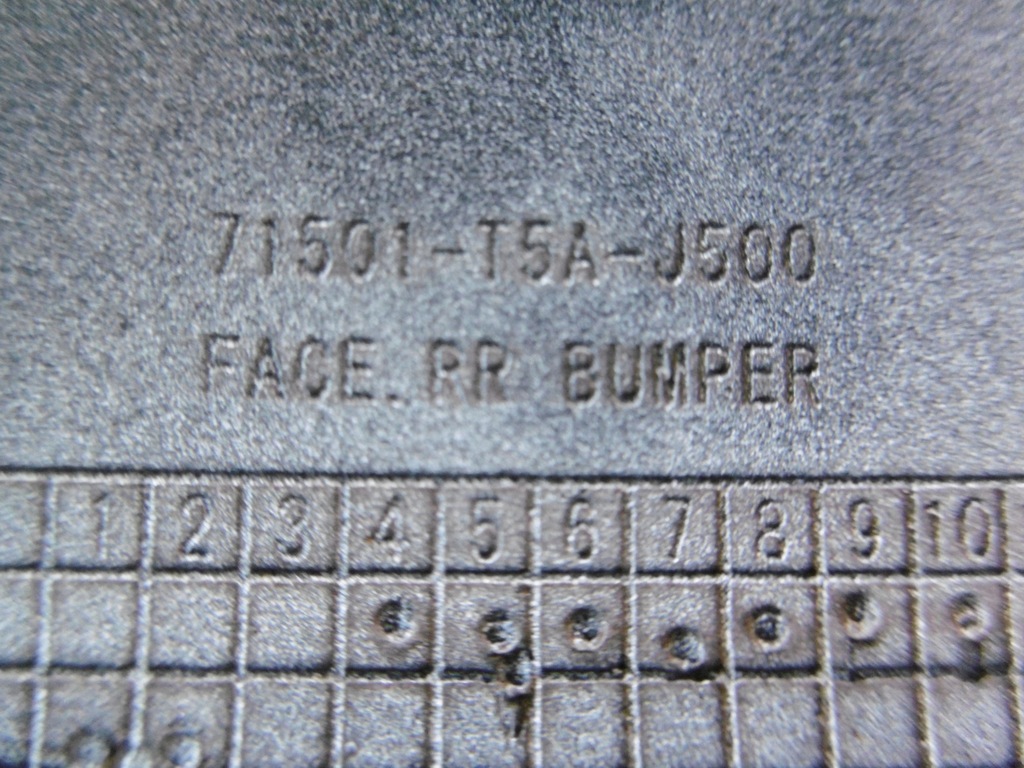 71501-T5A-J500
FACE. RR BUMPER
1 2 3 4 5 6 7 8 9 10